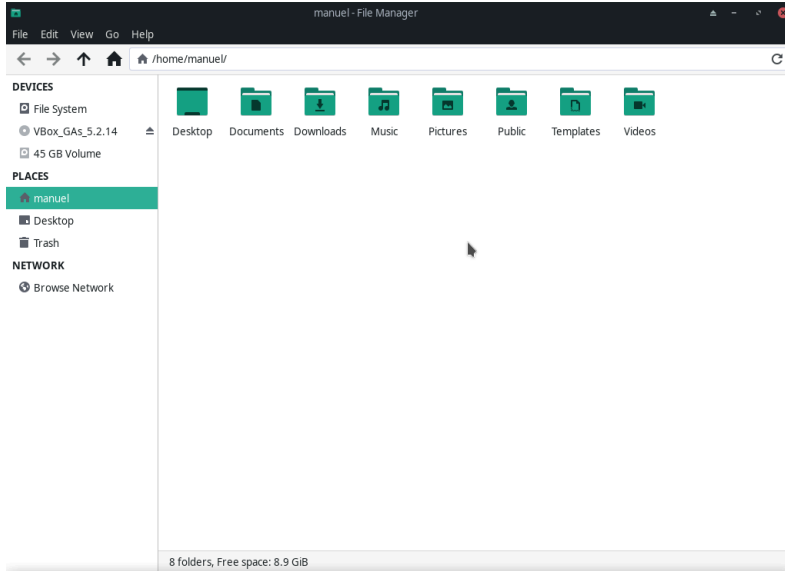 manuel - File Manager
File Edit View Go Help
/home/manuel/
DEVICES
File System
VBox_GAs_5.2.14
45 GB Volume
PLACES
manuel
Desktop
Trash
NETWORK
Browse Network
Desktop Documents Downloads Music Pictures Public Templates Videos
8 folders, Free space: 8.9 GiB